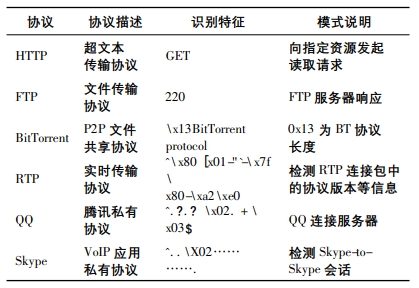 协议 协议描述 识别特征 模式说明
HTTP 超文本传输协议 GET 向指定资源发起读取请求
FTP 文件传输协议 220 FTP 服务器响应
BitTorrent P2P 文件共享协议 \x13BitTorrent protocol 0x13 为 BT 协议长度
RTP 实时传输协议 ^\x80 [x01-"`-\x7f\x80-\xa2\xe0 检测 RTP 连接包中的协议版本等信息
QQ 腾讯私有协议 ^.?.? \x02. + \x03$ QQ 连接服务器
Skype VoIP 应用私有协议 ^..\X02…………. 检测 Skype-to-Skype 会话